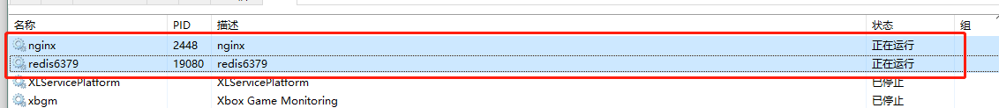 名称 PID 描述 状态 组
nginx 2448 nginx 正在运行
redis6379 19080 redis6379 正在运行
XLServicePlatform XLServicePlatform 已停止
xbgm Xbox Game Monitoring 已停止